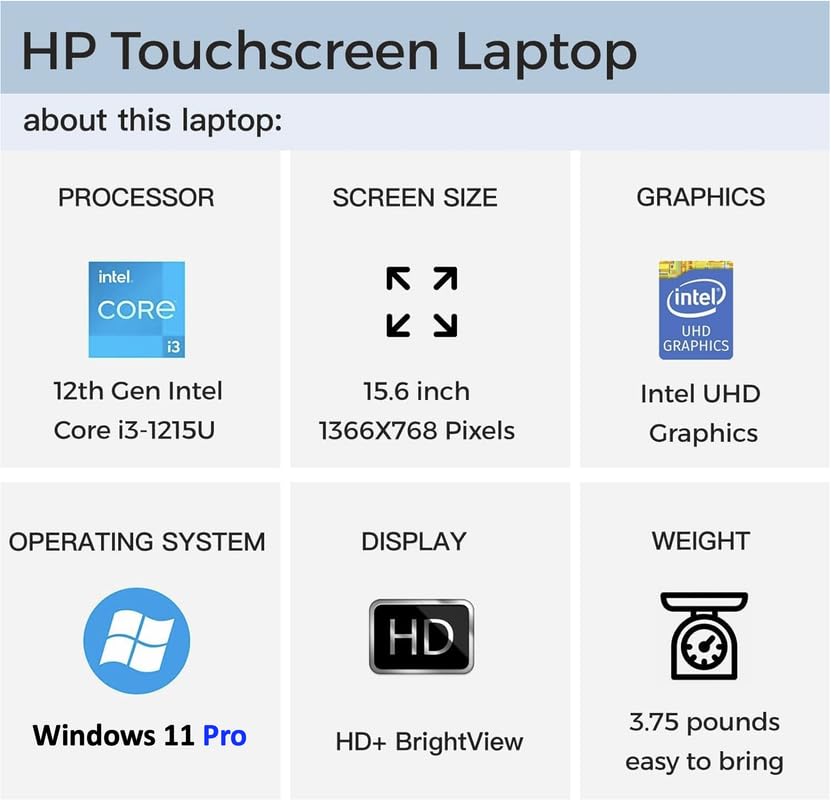 HP Touchscreen Laptop
about this laptop:
PROCESSOR
intel.
CORE
i3
12th Gen Intel
Core i3-1215U
SCREEN SIZE
15.6 inch
1366X768 Pixels
GRAPHICS
intel
UHD
GRAPHICS
Intel UHD
Graphics
OPERATING SYSTEM
Windows 11 Pro
DISPLAY
HD
HD+ BrightView
WEIGHT
3.75 pounds
easy to bring